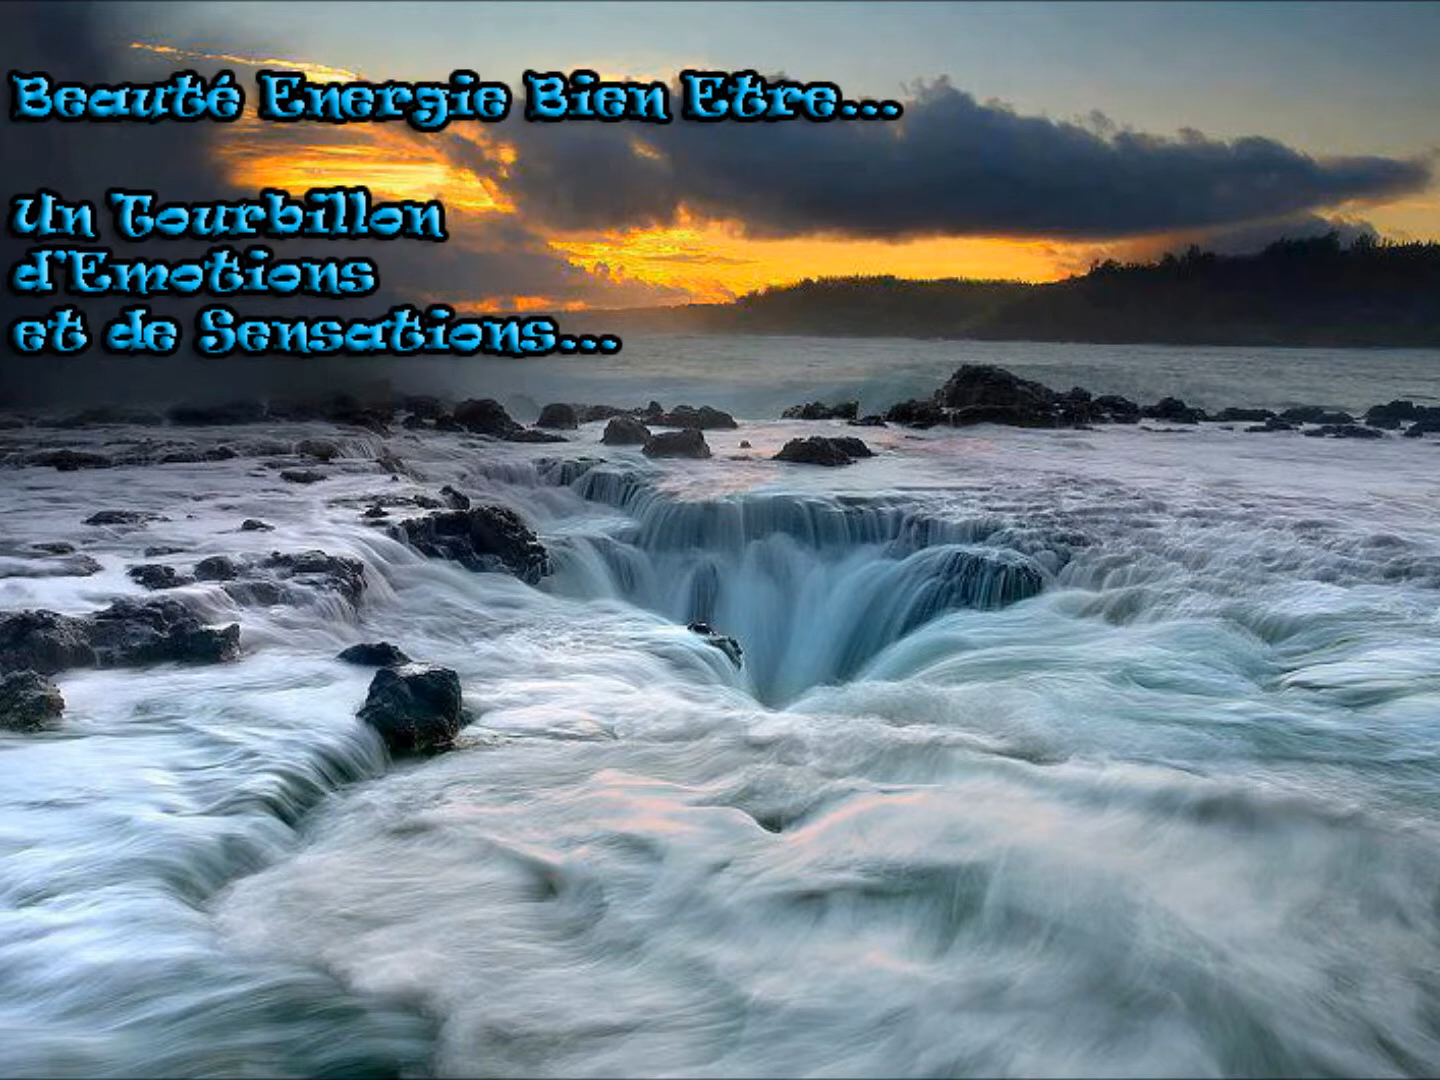 Beauté Energie Bien Etre...
Un Tourbillon
d'Emotions
et de Sensations...